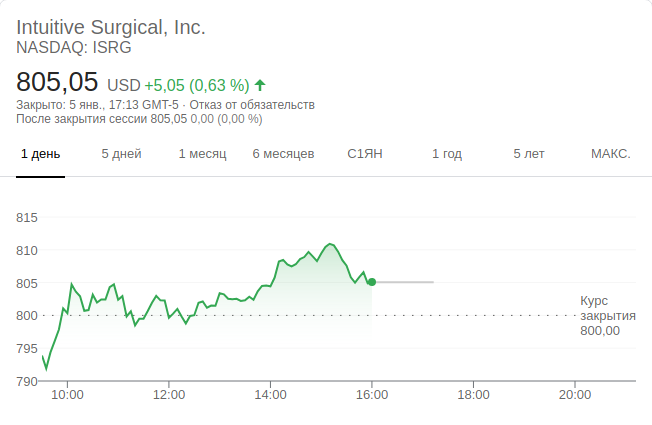 Intuitive Surgical, Inc.
NASDAQ: ISRG
805,05 USD +5,05 (0,63 %)
Закрыто: 5 янв., 17:13 GMT-5 · Отказ от обязательств
После закрытия сессии 805,05 0,00 (0,00 %)
1 день 5 дней 1 месяц 6 месяцев С1ЯН 1 год 5 лет МАКС.
815
810
805
800
795
790
Курс
закрытия
800,00
10:00 12:00 14:00 16:00 18:00 20:00